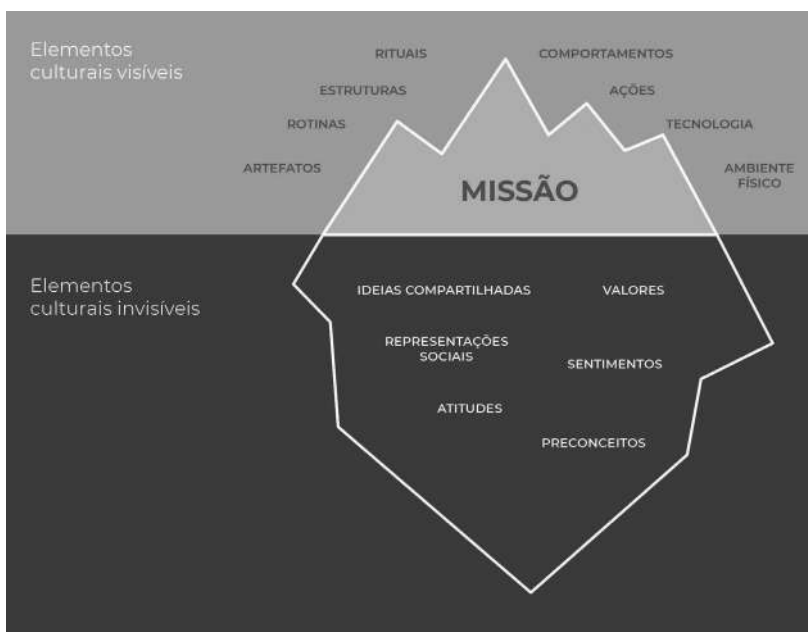 Elementos
culturais visíveis
RITUAIS
COMPORTAMENTOS
ESTRUTURAS
AÇÕES
ROTINAS
TECNOLOGIA
ARTEFATOS
AMBIENTE
FÍSICO
MISSÃO
Elementos
culturais invisíveis
IDEIAS COMPARTILHADAS
VALORES
REPRESENTAÇÕES
SOCIAIS
SENTIMENTOS
ATITUDES
PRECONCEITOS